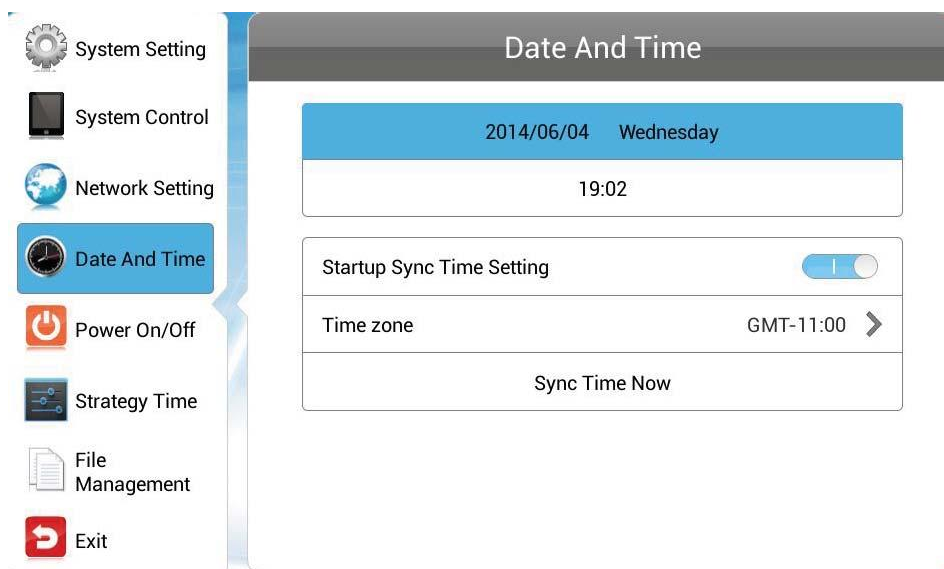 System Setting
System Control
Network Setting
Date And Time
Power On/Off
Strategy Time
File
Management
Exit
Date And Time
2014/06/04 Wednesday
19:02
Startup Sync Time Setting
Time zone GMT-11:00
Sync Time Now